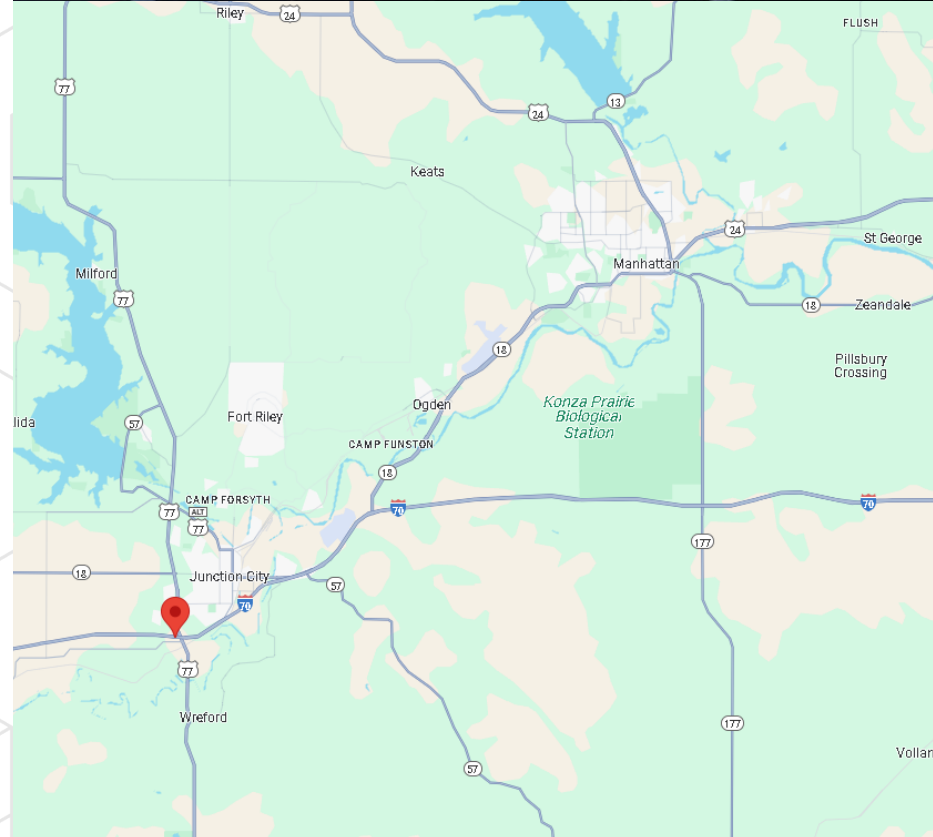 Riley
24
FLUSH
77
13
24
Keats
24
St George
Manhattan
Milford
77
18
Zeandale
18
Pillsbury
Crossing
Konza Prairie
Biological
Station
Ogden
Fort Riley
lida
57
CAMP FUNSTON
18
CAMP FORSYTH
77
ALT
77
70
70
177
18
Junction City
57
70
77
Wreford
177
Vollan
57